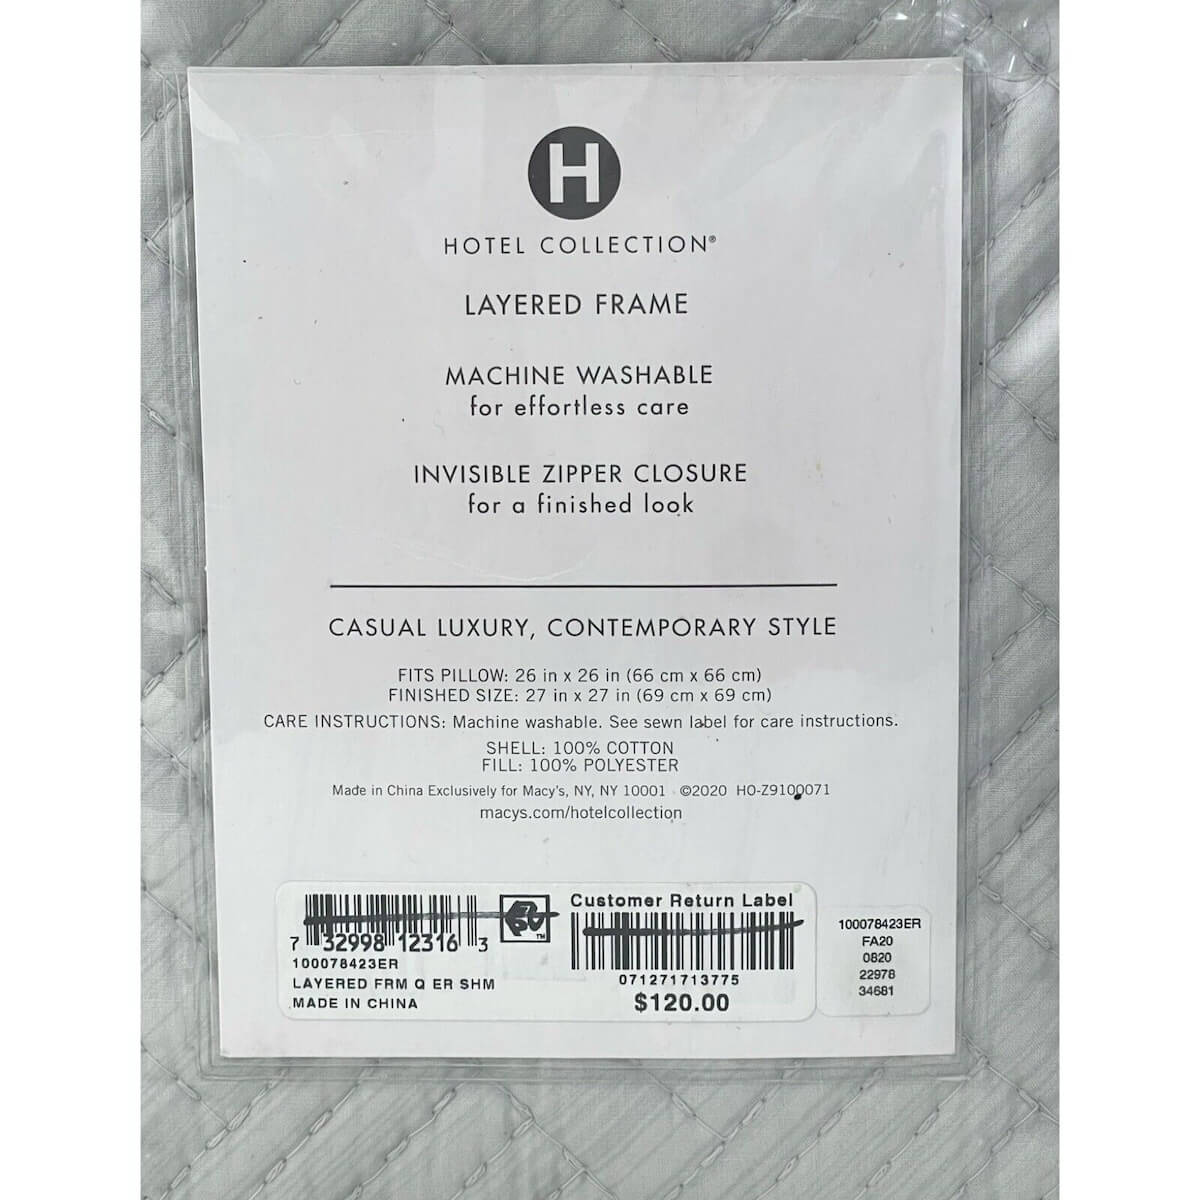 H
HOTEL COLLECTION®
LAYERED FRAME
MACHINE WASHABLE
for effortless care
INVISIBLE ZIPPER CLOSURE
for a finished look
CASUAL LUXURY, CONTEMPORARY STYLE
FITS PILLOW: 26 in x 26 in (66 cm x 66 cm)
FINISHED SIZE: 27 in x 27 in (69 cm x 69 cm)
CARE INSTRUCTIONS: Machine washable. See sewn label for care instructions.
SHELL: 100% COTTON
FILL: 100% POLYESTER
Made in China Exclusively for Macy's, NY, NY 10001 ©2020 HO-Z9100071
macys.com/hotelcollection
7 32998 12316 3
100078423ER
LAYERED FRM Q ER SHM
MADE IN CHINA
TM
Customer Return Label
071271713775
$120.00
100078423ER
FA20
0820
22978
34681